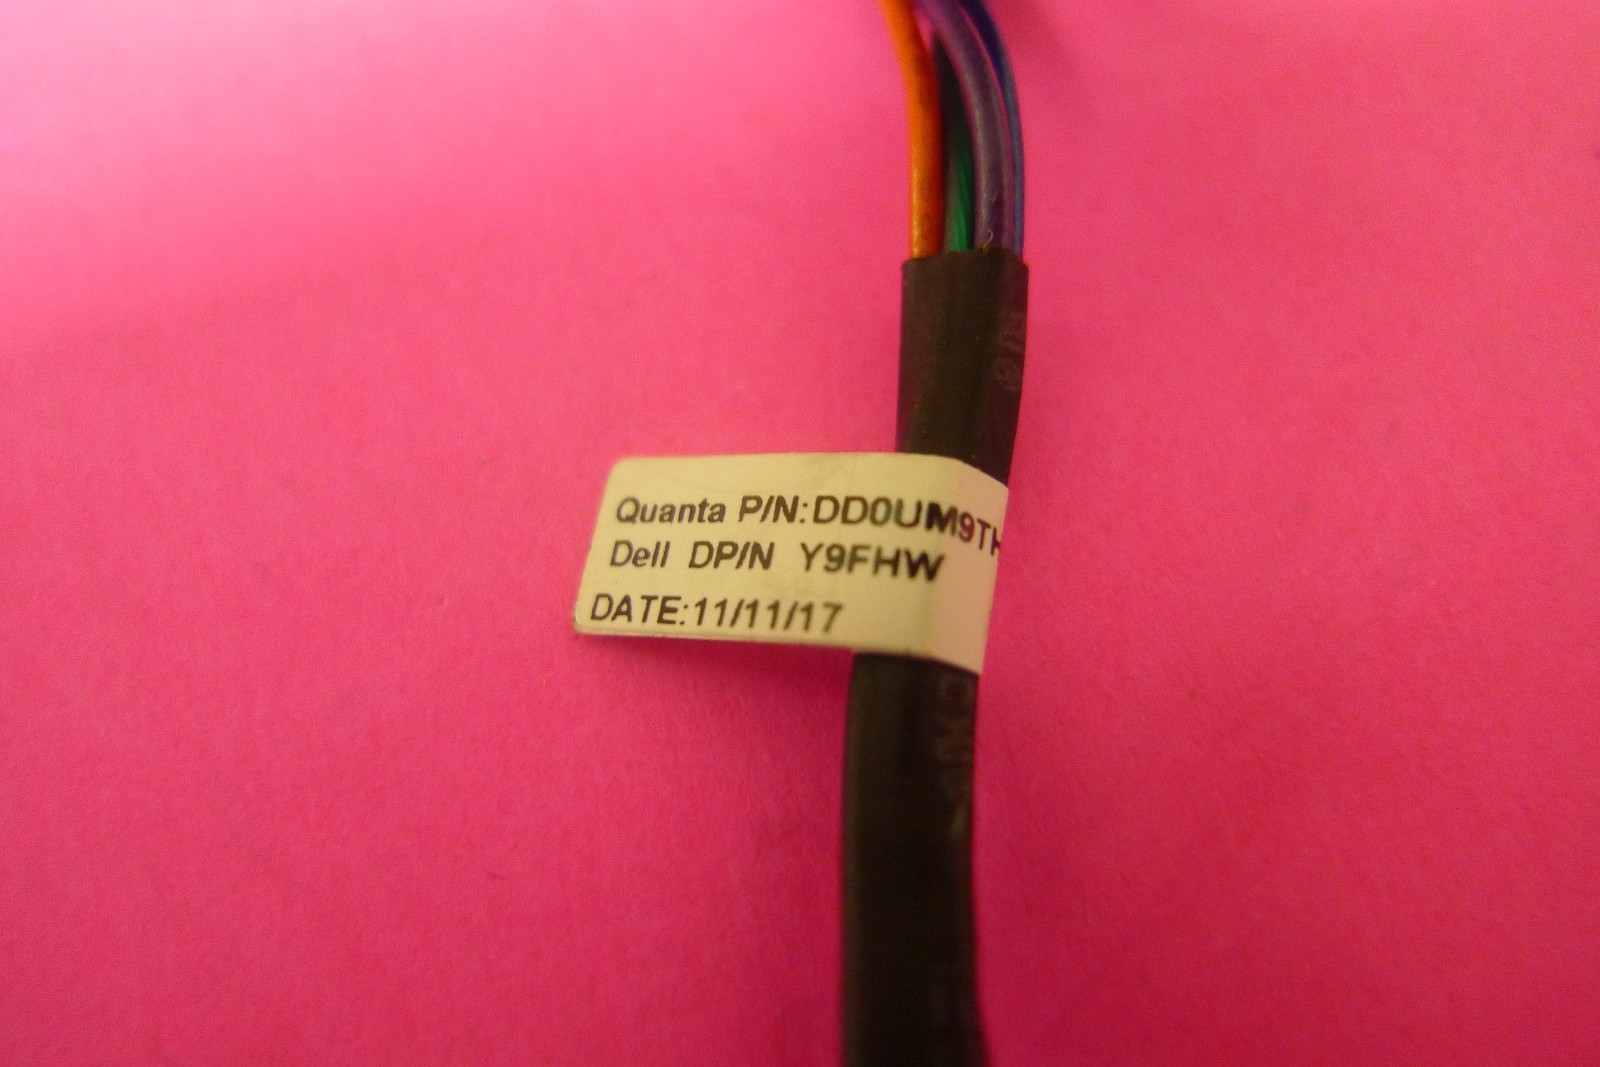 Quanta P/N:DD0UM9TH
Dell DP/N Y9FHW
DATE:11/11/17